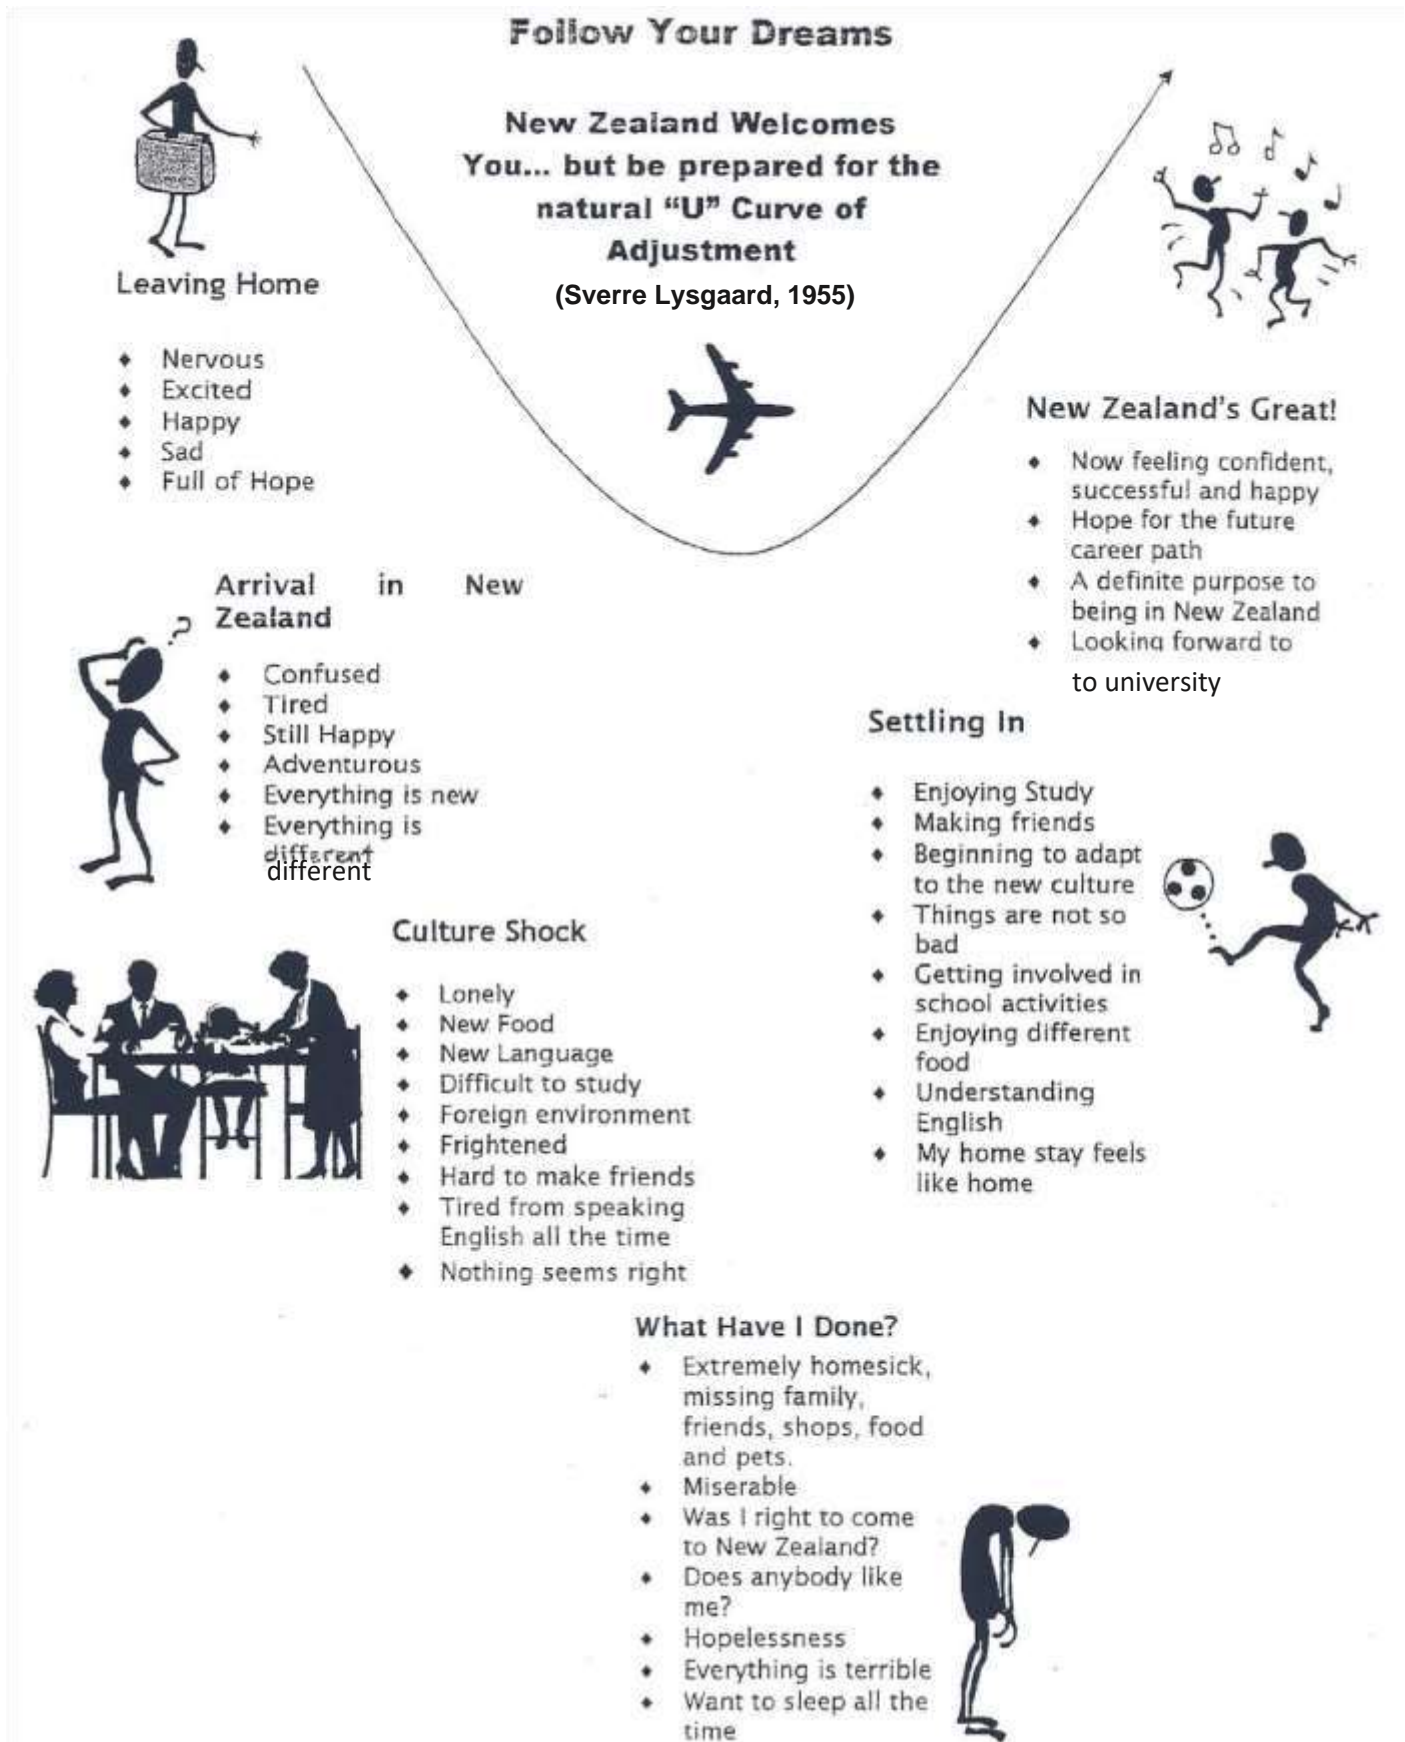 Follow Your Dreams
New Zealand Welcomes
You... but be prepared for the
natural “U” Curve of
Adjustment
(Sverre Lysgaard, 1955)
Leaving Home
♦ Nervous
♦ Excited
♦ Happy
♦ Sad
♦ Full of Hope
Arrival in New
Zealand
?
♦ Confused
♦ Tired
♦ Still Happy
♦ Adventurous
♦ Everything is new
♦ Everything is
different
different
Culture Shock
♦ Lonely
♦ New Food
♦ New Language
♦ Difficult to study
♦ Foreign environment
♦ Frightened
♦ Hard to make friends
♦ Tired from speaking
English all the time
♦ Nothing seems right
What Have I Done?
♦ Extremely homesick,
missing family,
friends, shops, food
and pets.
♦ Miserable
♦ Was I right to come
to New Zealand?
♦ Does anybody like
me?
♦ Hopelessness
♦ Everything is terrible
♦ Want to sleep all the
time
Settling In
♦ Enjoying Study
♦ Making friends
♦ Beginning to adapt
to the new culture
♦ Things are not so
bad
♦ Getting involved in
school activities
♦ Enjoying different
food
♦ Understanding
English
♦ My home stay feels
like home
New Zealand’s Great!
♦ Now feeling confident,
successful and happy
♦ Hope for the future
career path
♦ A definite purpose to
being in New Zealand
♦ Looking forward to
to university